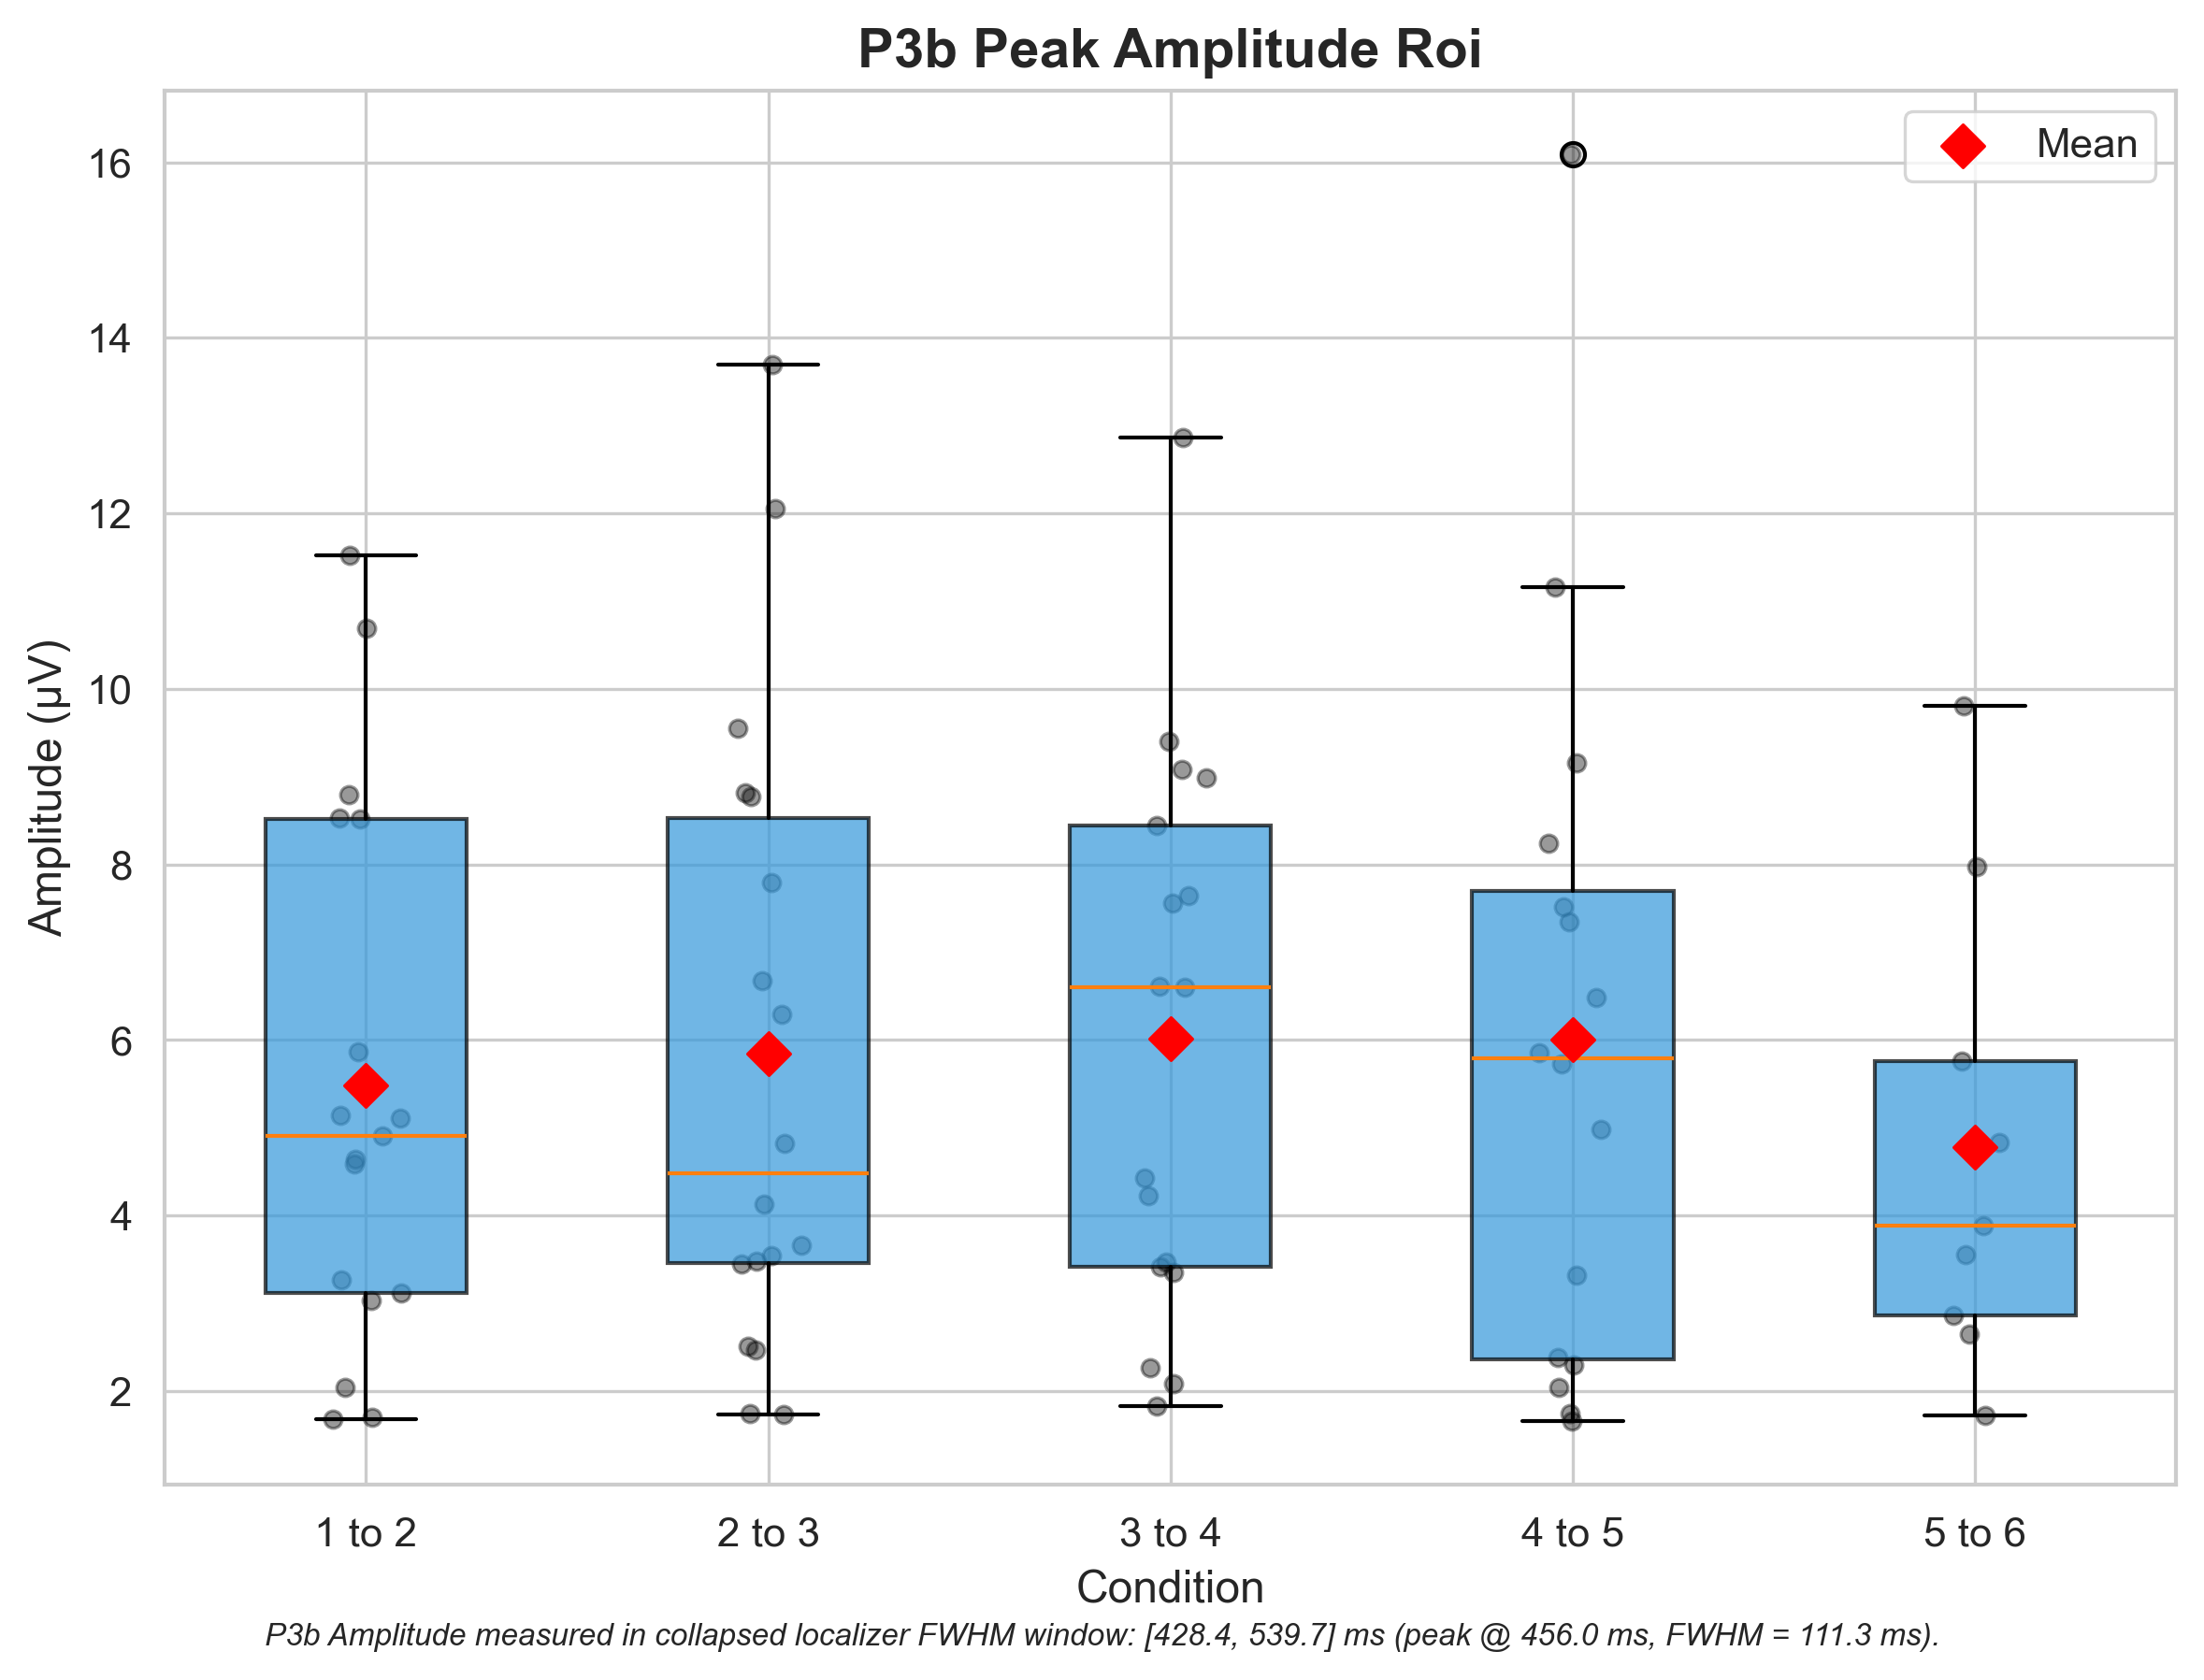 P3b Peak Amplitude Roi
Mean
16
14
12
10
8
6
4
2
Amplitude (µV)
1 to 2
2 to 3
3 to 4
4 to 5
5 to 6
Condition
P3b Amplitude measured in collapsed localizer FWHM window: [428.4, 539.7] ms (peak @ 456.0 ms, FWHM = 111.3 ms).